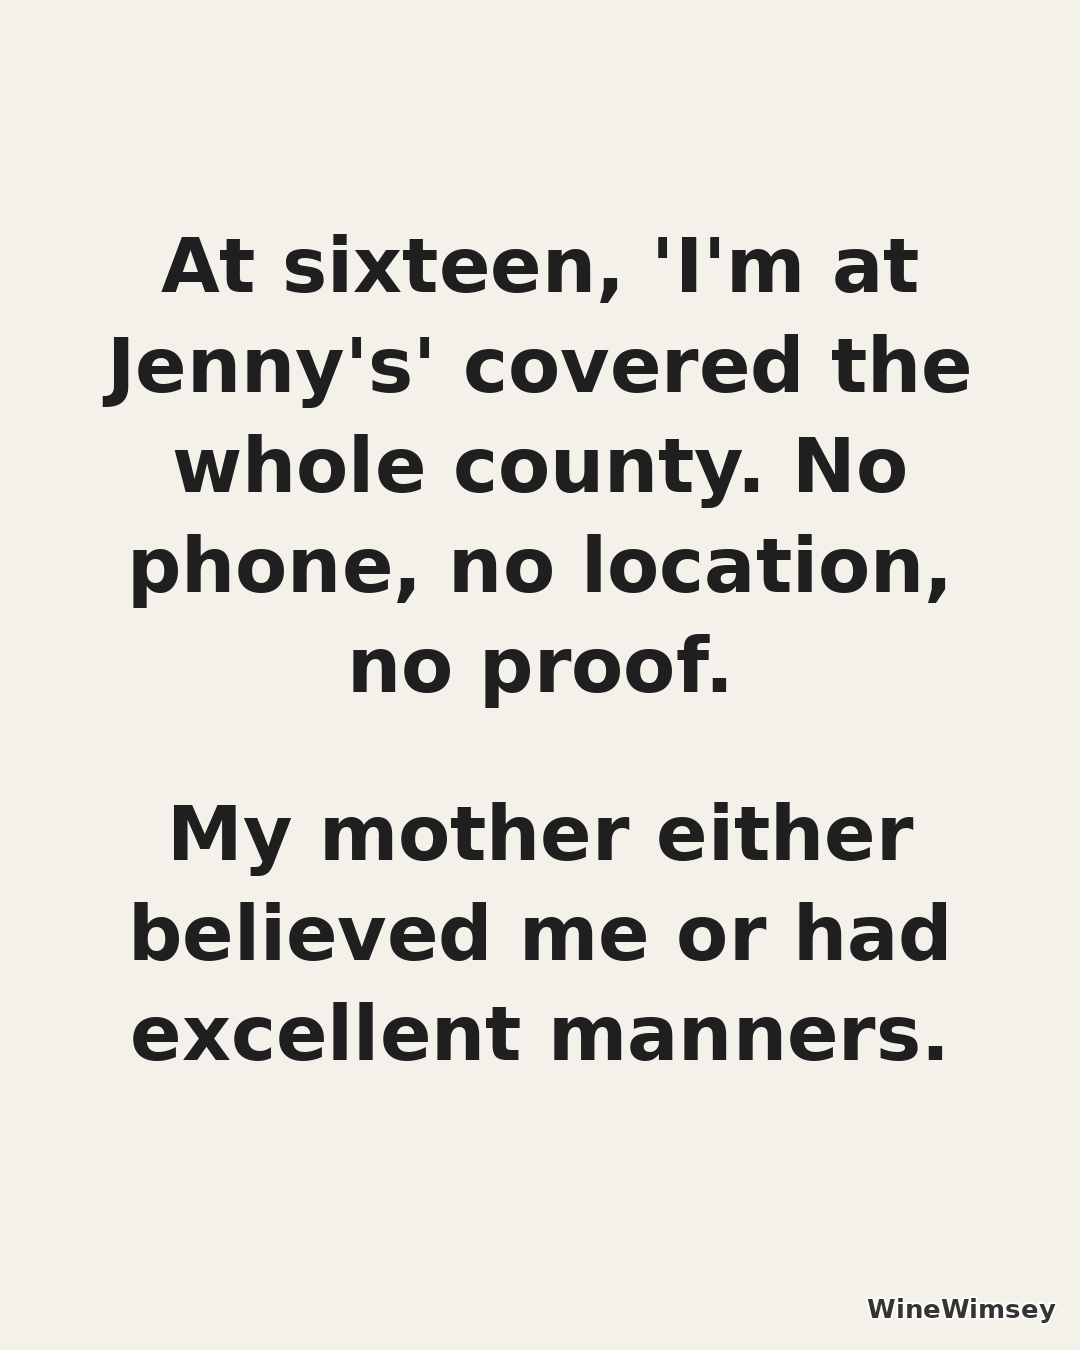 At sixteen, 'I'm at
Jenny's' covered the
whole county. No
phone, no location,
no proof.
My mother either
believed me or had
excellent manners.
WineWimsey